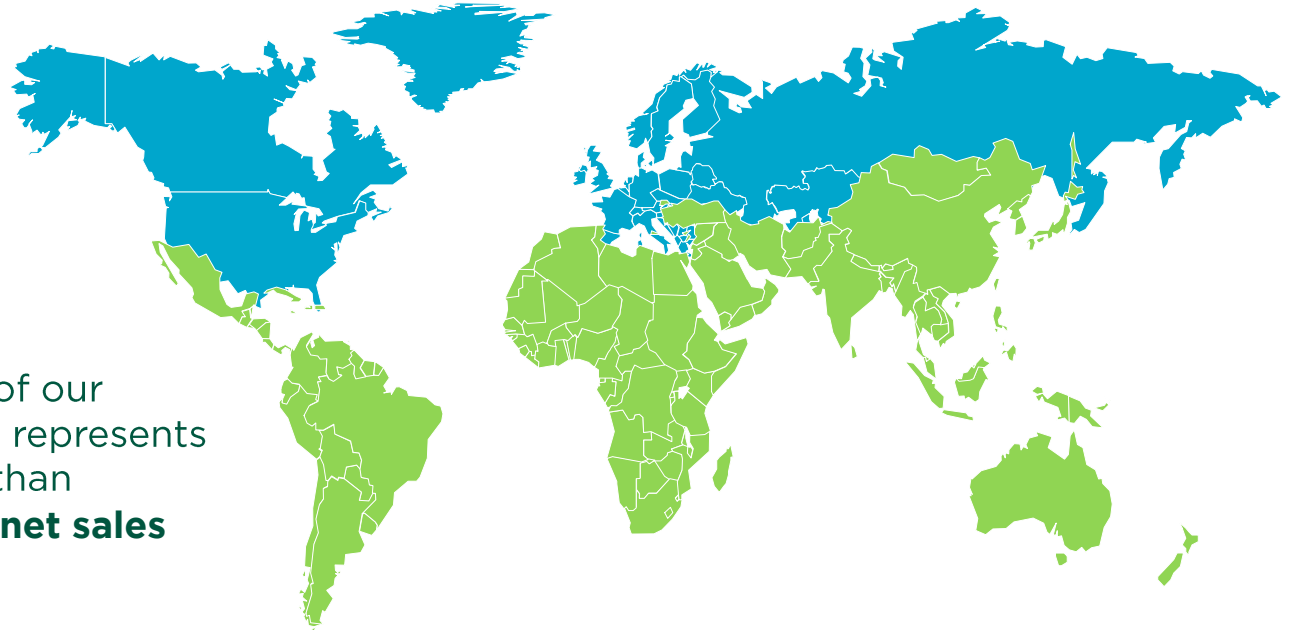 of our
represents
than
net sales